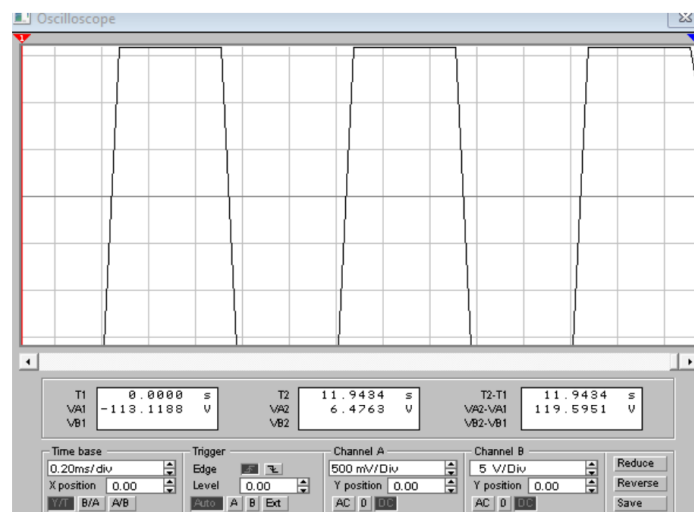 Oscilloscope
1
T1 0.0000 s
VA1 -113.1188 V
VB1
T2 11.9434 s
VA2 6.4763 V
VB2
T2-T1 11.9434 s
VA2-VA1 119.5951 V
VB2-VB1
Time base
0.20ms/div
X position 0.00
Y/T B/A A/B
Trigger
Edge
Level 0.00
Auto A B Ext
Channel A
500 mV/Div
Y position 0.00
AC 0 DC
Channel B
5 V/Div
Y position 0.00
AC 0 DC
Reduce
Reverse
Save